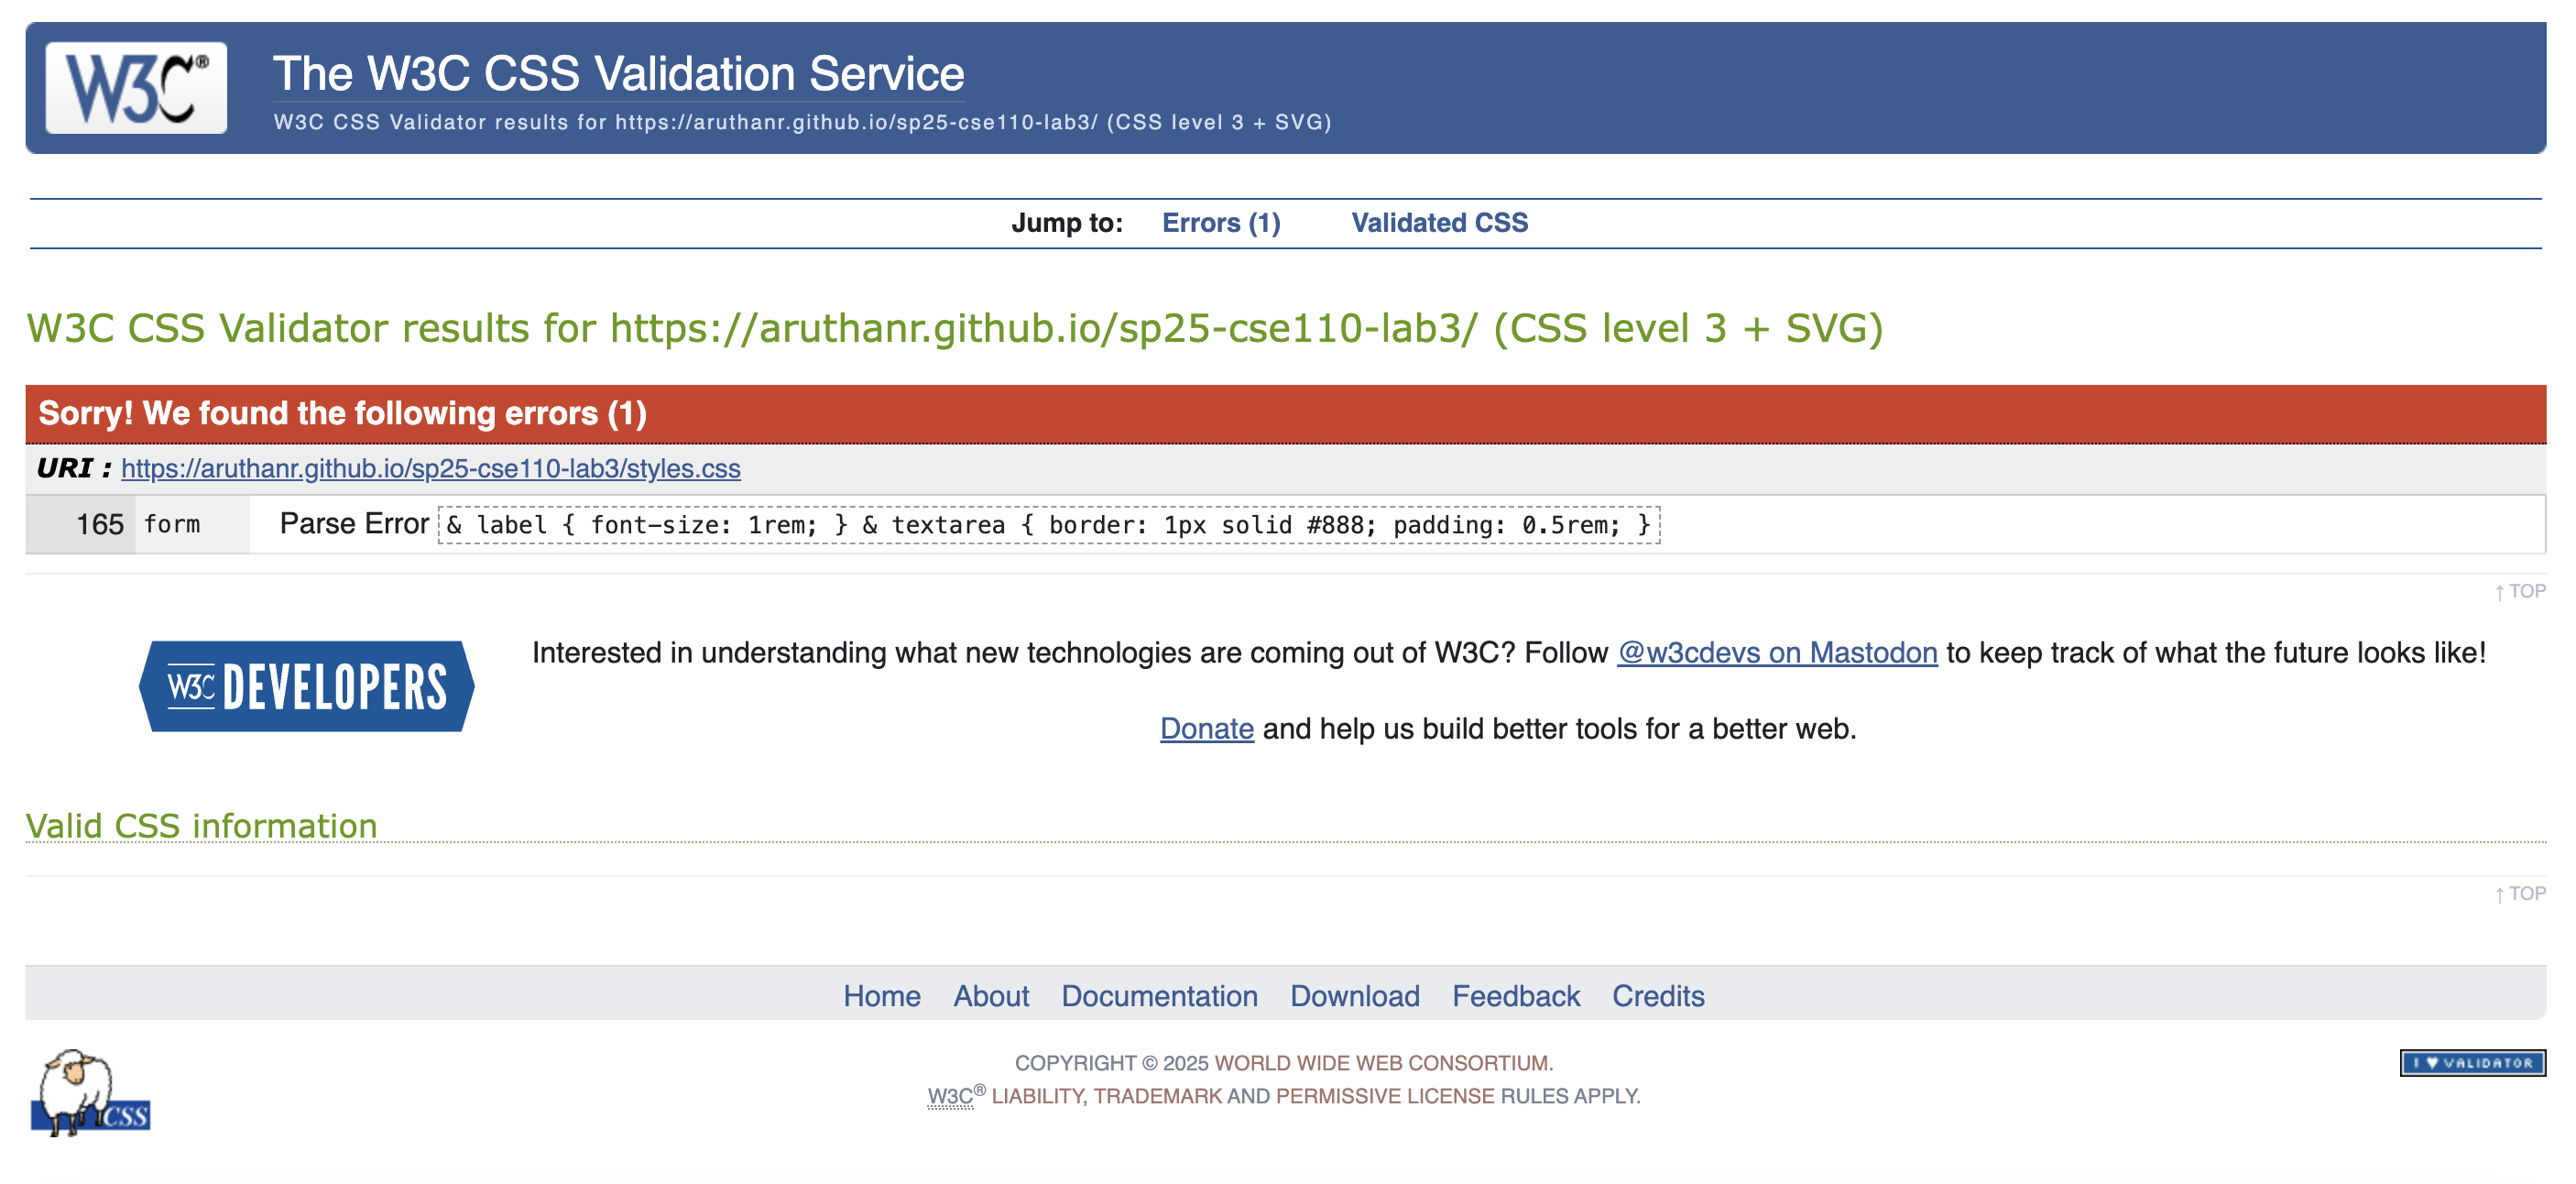 W3C®
The W3C CSS Validation Service
W3C CSS Validator results for https://aruthanr.github.io/sp25-cse110-lab3/ (CSS level 3 + SVG)
Jump to: Errors (1) Validated CSS
W3C CSS Validator results for https://aruthanr.github.io/sp25-cse110-lab3/ (CSS level 3 + SVG)
Sorry! We found the following errors (1)
URI : https://aruthanr.github.io/sp25-cse110-lab3/styles.css
165 form Parse Error & label { font-size: 1rem; } & textarea { border: 1px solid #888; padding: 0.5rem; }
↑ TOP
W3C DEVELOPERS
Interested in understanding what new technologies are coming out of W3C? Follow @w3cdevs on Mastodon to keep track of what the future looks like!
Donate and help us build better tools for a better web.
Valid CSS information
↑ TOP
Home About Documentation Download Feedback Credits
CSS
COPYRIGHT © 2025 WORLD WIDE WEB CONSORTIUM.
W3C® LIABILITY, TRADEMARK AND PERMISSIVE LICENSE RULES APPLY.
I ♥ VALIDATOR